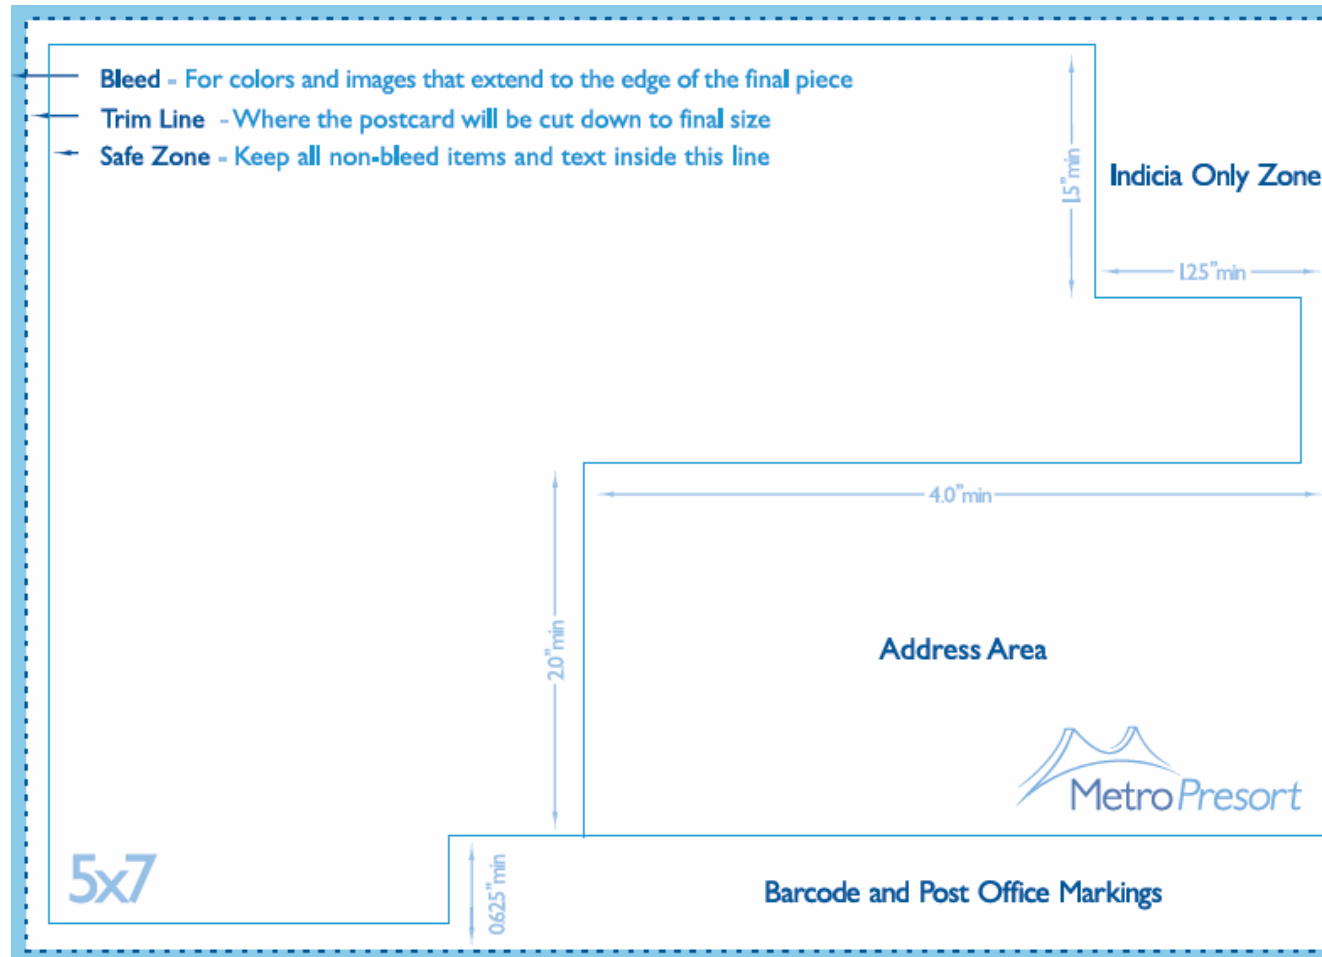 Bleed - For colors and images that extend to the edge of the final piece
Trim Line - Where the postcard will be cut down to final size
Safe Zone - Keep all non-bleed items and text inside this line
1.5"min
Indicia Only Zone
1.25"min
4.0"min
2.0"min
Address Area
MetroPresort
5x7
0.625"min
Barcode and Post Office Markings